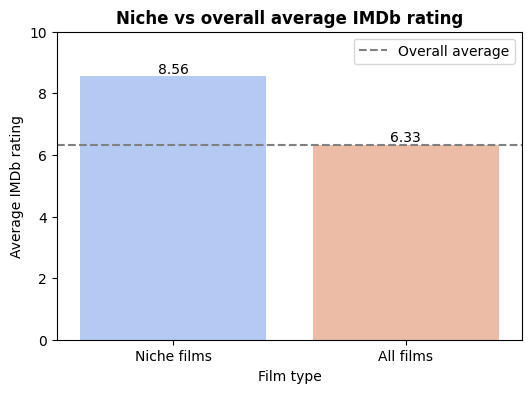 Niche vs overall average IMDb rating
10
Overall average
8.56
8
6.33
6
4
2
0
Average IMDb rating
Niche films
All films
Film type